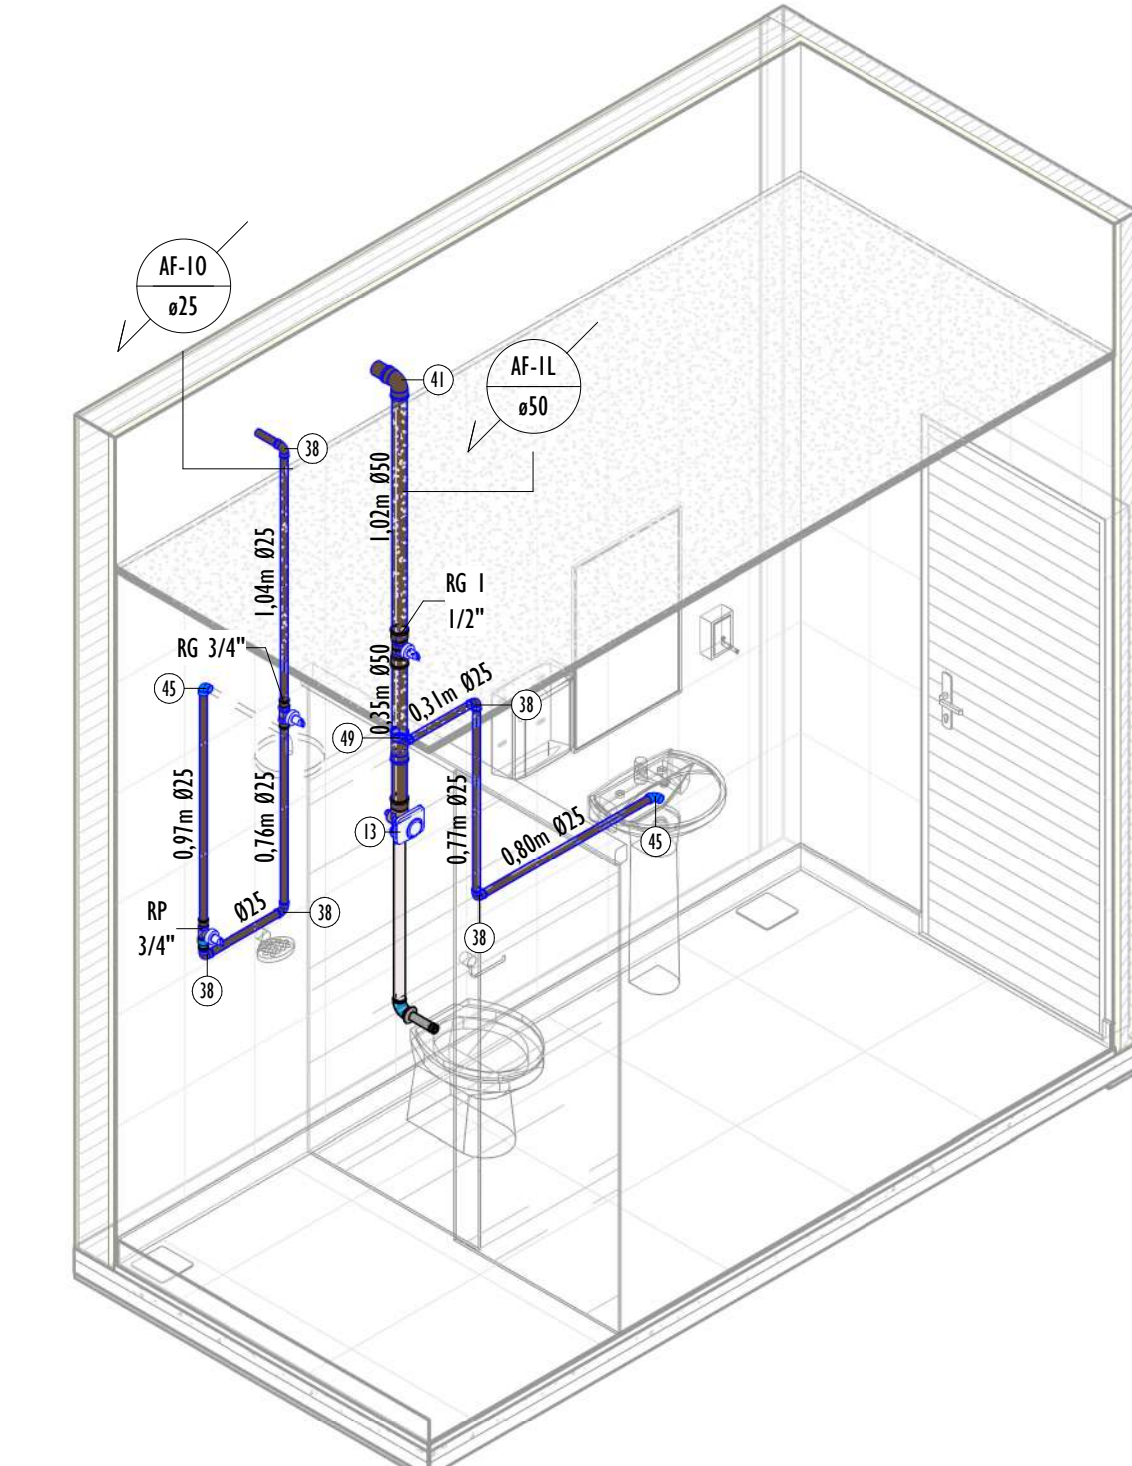 AF-1O
ø25
AF-1L
ø50
41
38
1,02m Ø50
1,04m Ø25
RG 1
1/2"
RG 3/4"
45
0,35m Ø50
0,31m Ø25
38
49
0,97m Ø25
0,76m Ø25
13
0,77m Ø25
0,80m Ø25
45
RP
3/4"
Ø25
38
38
38